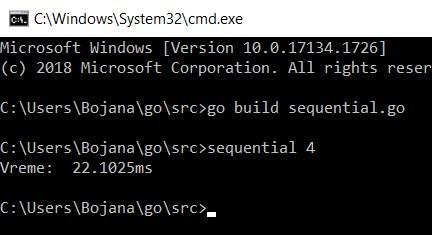 C:\Windows\System32\cmd.exe
Microsoft Windows [Version 10.0.17134.1726]
(c) 2018 Microsoft Corporation. All rights reser
C:\Users\Bojana\go\src>go build sequential.go
C:\Users\Bojana\go\src>sequential 4
Vreme:  22.1025ms
C:\Users\Bojana\go\src>